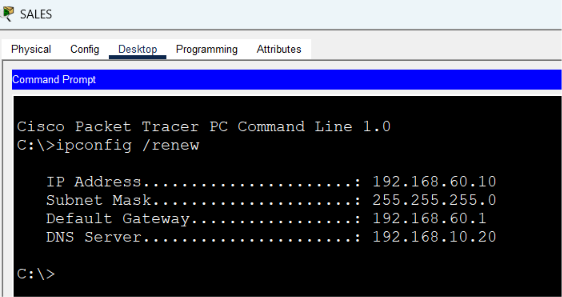 SALES
Physical Config Desktop Programming Attributes
Command Prompt
Cisco Packet Tracer PC Command Line 1.0
C:\>ipconfig /renew
IP Address......................: 192.168.60.10
Subnet Mask.....................: 255.255.255.0
Default Gateway.................: 192.168.60.1
DNS Server......................: 192.168.10.20
C:\>